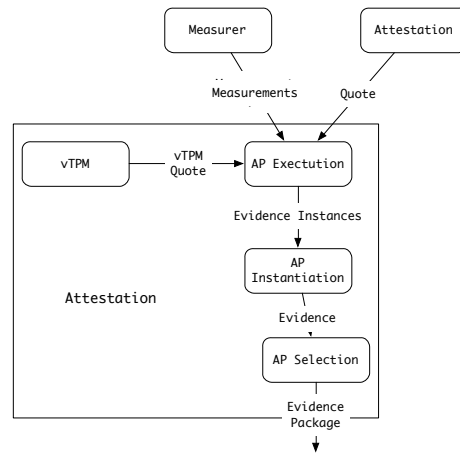 Measurer
Attestation
Measurements
Quote
vTPM
vTPM
Quote
AP Exectution
Evidence Instances
AP
Instantiation
Attestation
Evidence
AP Selection
Evidence
Package